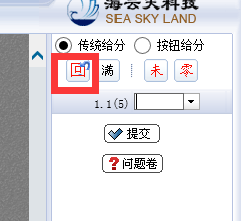 海云天科技
SEA SKY LAND
传统给分 按钮给分
回 满 未 零
1.1(5)
提交
问题卷